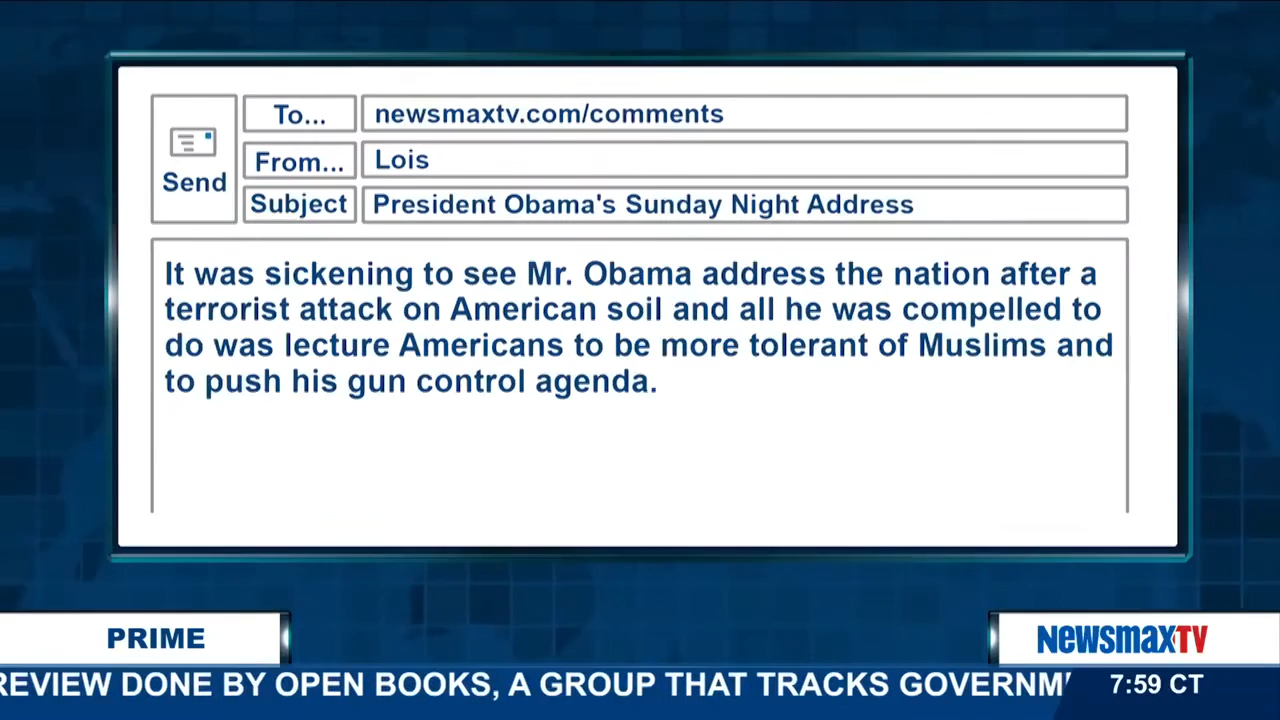 To...
newsmaxtv.com/comments
From...
Lois
Send
Subject
President Obama's Sunday Night Address
It was sickening to see Mr. Obama address the nation after a
terrorist attack on American soil and all he was compelled to
do was lecture Americans to be more tolerant of Muslims and
to push his gun control agenda.
PRIME
NEWSMAXTV
REVIEW DONE BY OPEN BOOKS, A GROUP THAT TRACKS
7:59 CT